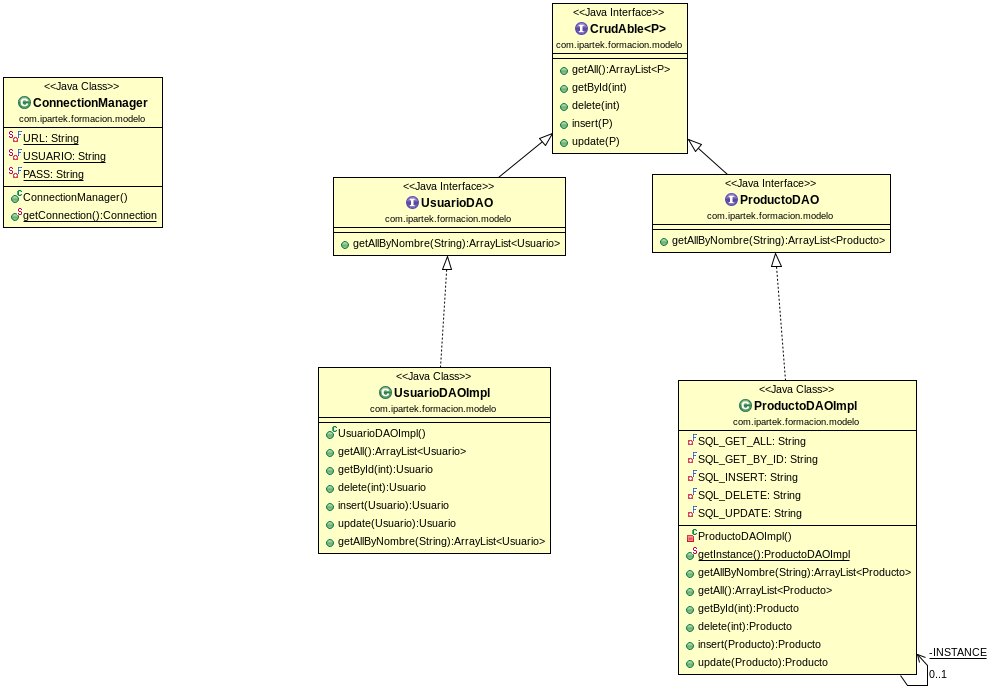 <<Java Interface>>
CrudAble<P>
com.ipartek.formacion.modelo
getAll():ArrayList<P>
getById(int)
delete(int)
insert(P)
update(P)
<<Java Class>>
ConnectionManager
com.ipartek.formacion.modelo
URL: String
USUARIO: String
PASS: String
ConnectionManager()
getConnection():Connection
<<Java Interface>>
UsuarioDAO
com.ipartek.formacion.modelo
getAllByNombre(String):ArrayList<Usuario>
<<Java Interface>>
ProductoDAO
com.ipartek.formacion.modelo
getAllByNombre(String):ArrayList<Producto>
<<Java Class>>
UsuarioDAOImpl
com.ipartek.formacion.modelo
UsuarioDAOImpl()
getAll():ArrayList<Usuario>
getById(int):Usuario
delete(int):Usuario
insert(Usuario):Usuario
update(Usuario):Usuario
getAllByNombre(String):ArrayList<Usuario>
<<Java Class>>
ProductoDAOImpl
com.ipartek.formacion.modelo
SQL_GET_ALL: String
SQL_GET_BY_ID: String
SQL_INSERT: String
SQL_DELETE: String
SQL_UPDATE: String
ProductoDAOImpl()
getInstance():ProductoDAOImpl
getAllByNombre(String):ArrayList<Producto>
getAll():ArrayList<Producto>
getById(int):Producto
delete(int):Producto
insert(Producto):Producto
update(Producto):Producto
-INSTANCE
0..1